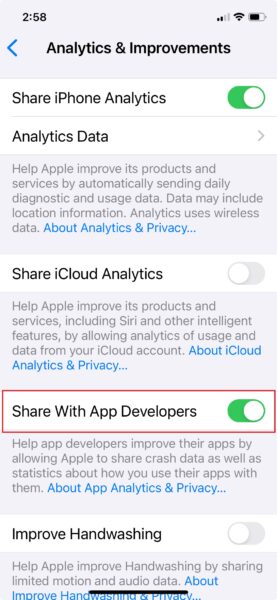 2:58
Analytics & Improvements
Share iPhone Analytics
Analytics Data
Help Apple improve its products and
services by automatically sending daily
diagnostic and usage data. Data may include
location information. Analytics uses wireless
data. About Analytics & Privacy...
Share iCloud Analytics
Help Apple improve its products and
services, including Siri and other intelligent
features, by allowing analytics of usage and
data from your iCloud account. About iCloud
Analytics & Privacy...
Share With App Developers
Help app developers improve their apps by
allowing Apple to share crash data as well as
statistics about how you use their apps with
them. About App Analytics & Privacy...
Improve Handwashing
Help Apple improve Handwashing by sharing
limited motion and audio data. About
Improve Handwashing & Privacy...